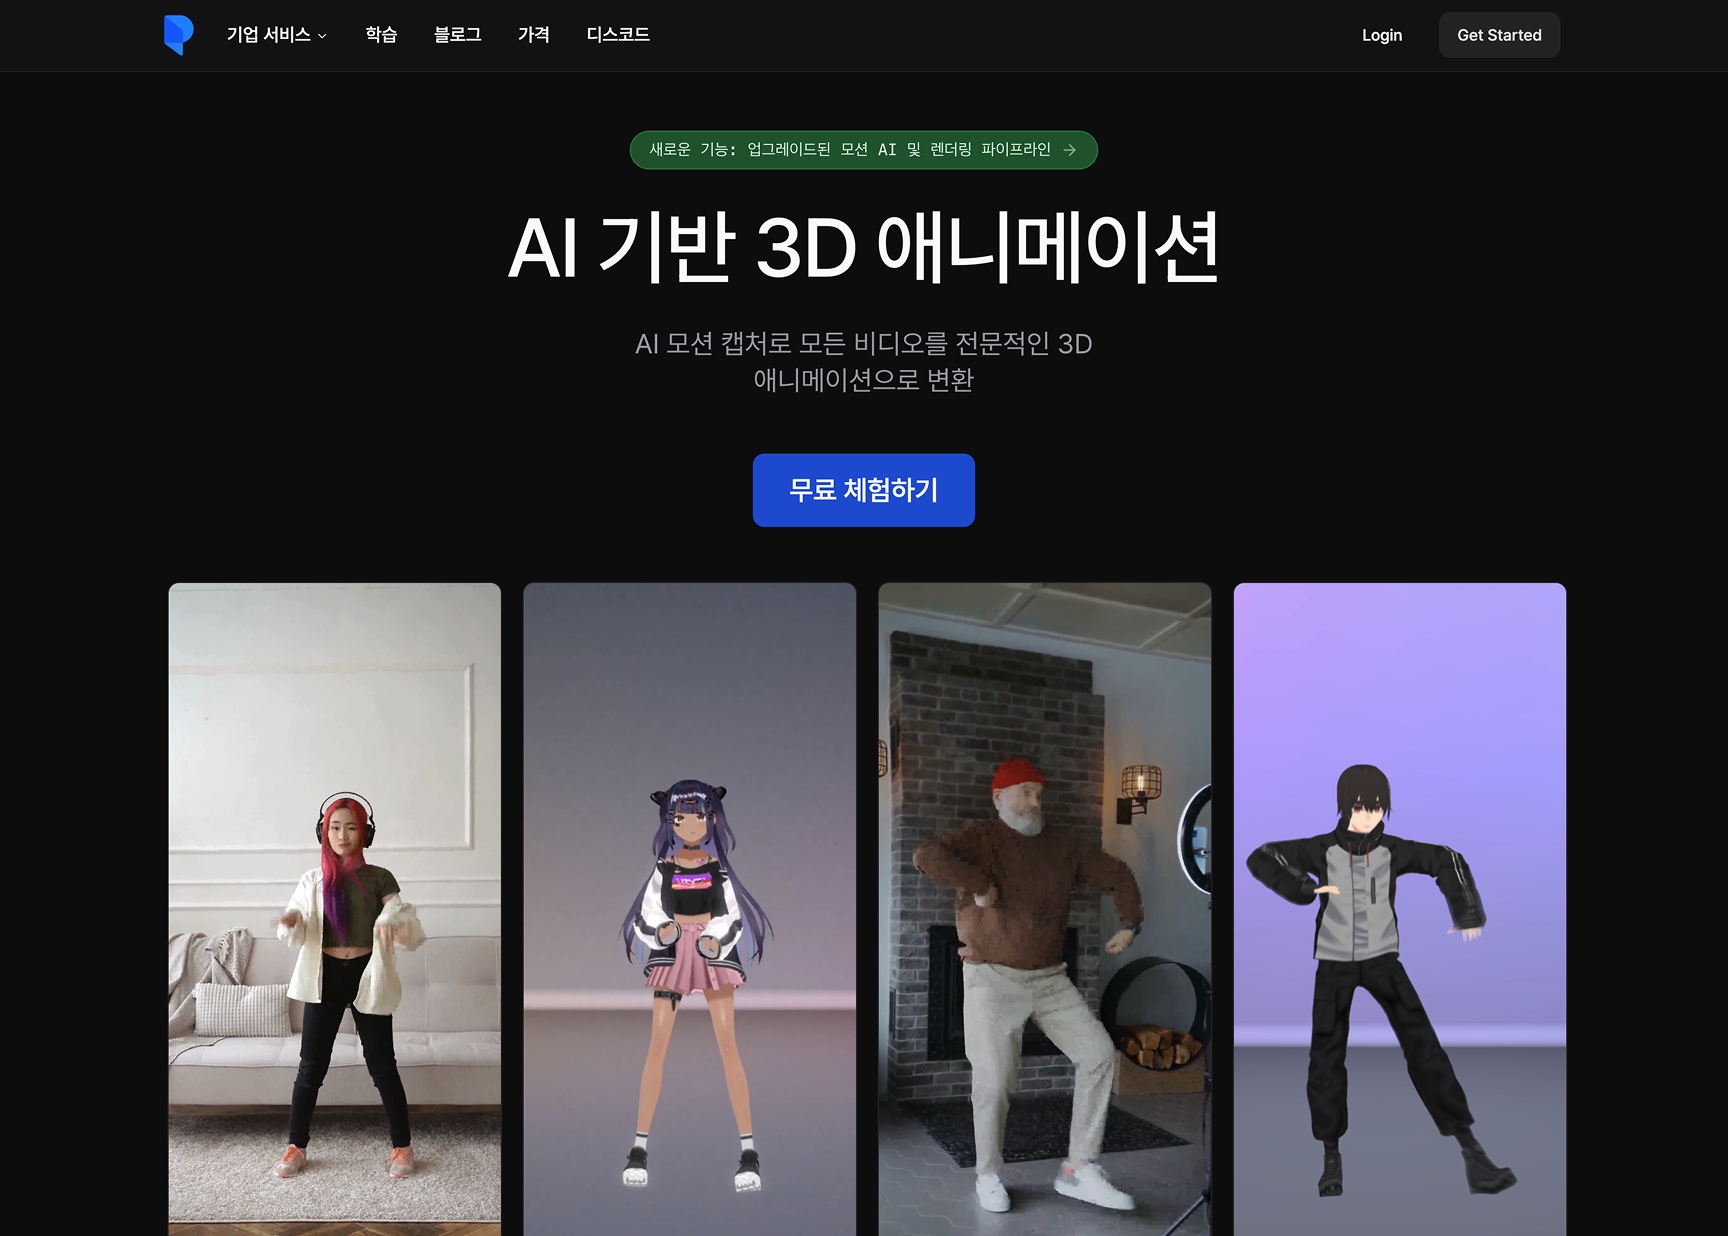 기업 서비스
학습
블로그
가격
디스코드
Login
Get Started
새로운 기능: 업그레이드된 모션 AI 및 렌더링 파이프라인 →
AI 기반 3D 애니메이션
AI 모션 캡처로 모든 비디오를 전문적인 3D
애니메이션으로 변환
무료 체험하기